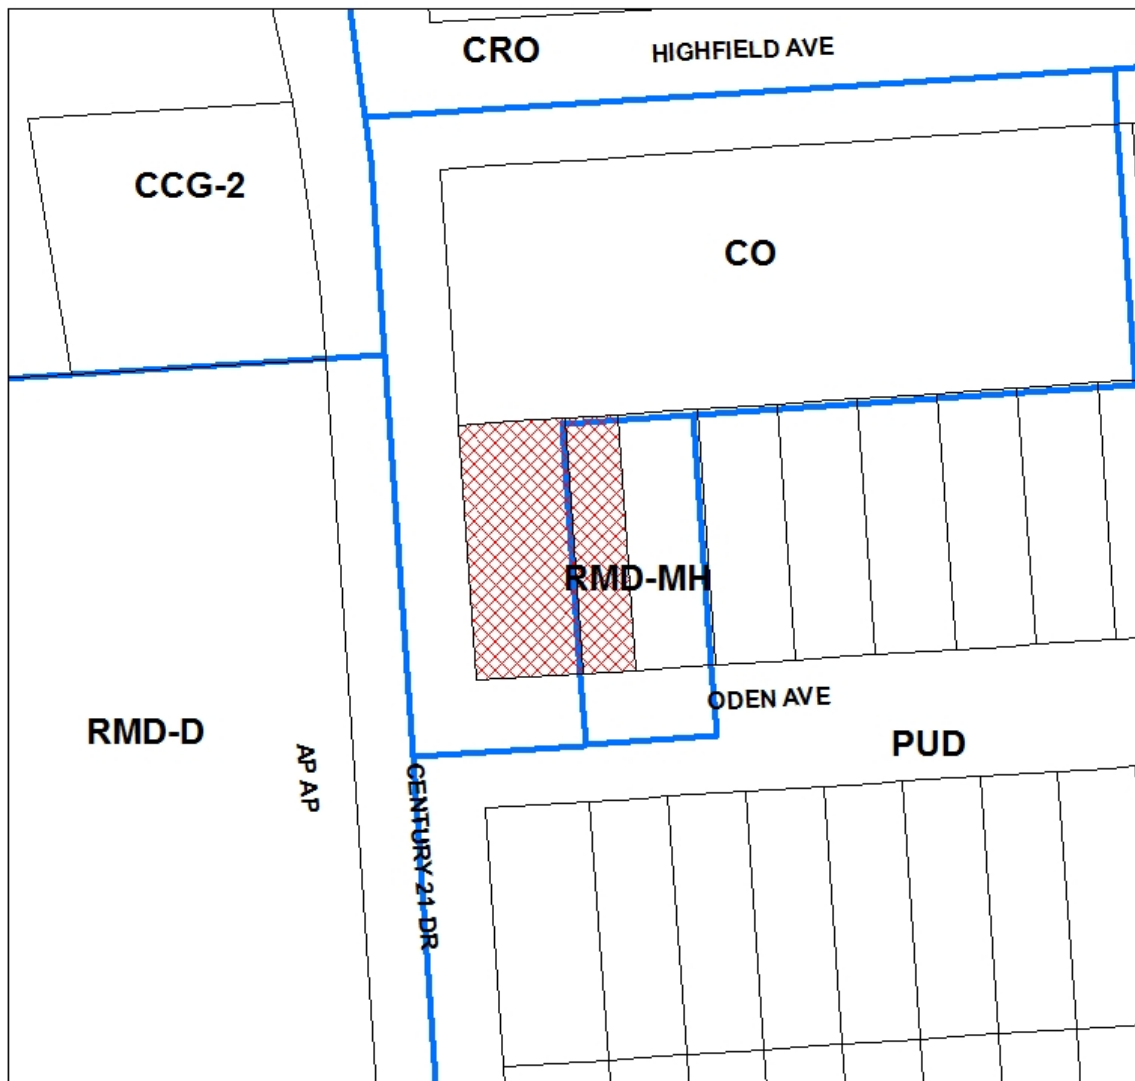 CRO
HIGHFIELD AVE
CCG-2
CO
RMD-MH
ODEN AVE
RMD-D
PUD
AP AP
CENTURY 21 DR